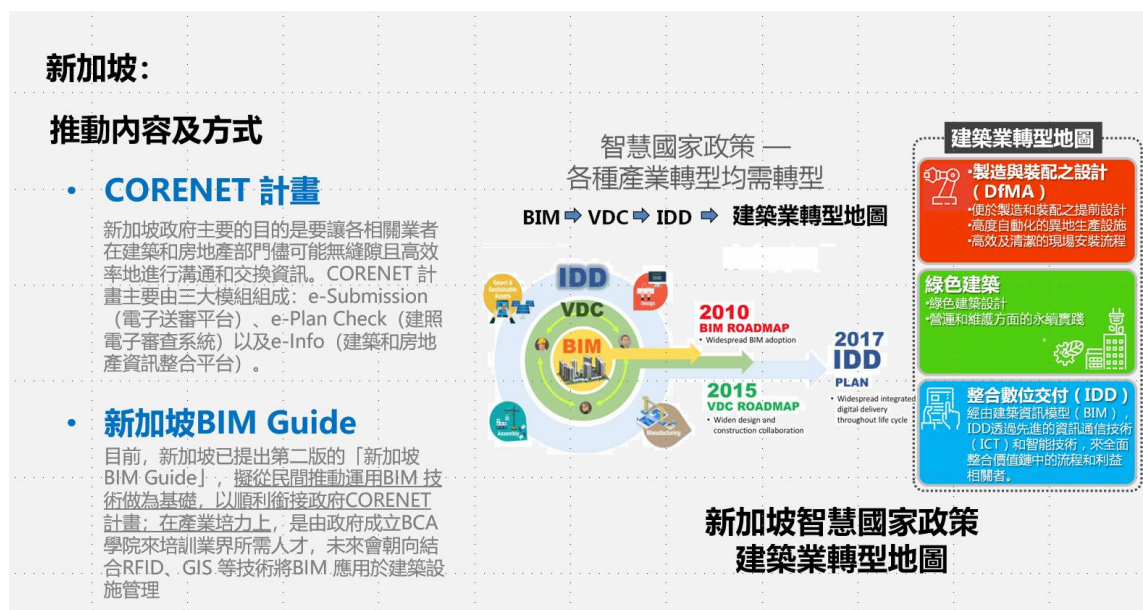 新加坡：
推動內容及方式
• CORENET 計畫
新加坡政府主要的目的是要讓各相關業者
在建築和房地產部門儘可能無縫隙且高效
率地進行溝通和交換資訊。CORENET 計
畫主要由三大模組組成：e-Submission
（電子送審平台）、e-Plan Check（建照
電子審查系統）以及e-Info（建築和房地
產資訊整合平台）。
• 新加坡BIM Guide
目前，新加坡已提出第二版的「新加坡
BIM Guide」，擬從民間推動運用BIM 技
術做為基礎，以順利銜接政府CORENET
計畫；在產業培力上，是由政府成立BCA
學院來培訓業界所需人才，未來會朝向結
合RFID、GIS 等技術將BIM 應用於建築設
施管理
智慧國家政策 —
各種產業轉型均需轉型
BIM ➡ VDC ➡ IDD ➡ 建築業轉型地圖
IDD
VDC
BIM
Smart &
Sustainable
Assets
Design
Assembly
Manufacturing
2010
BIM ROADMAP
• Widespread BIM adoption
2015
VDC ROADMAP
• Widen design and
construction collaboration
2017
IDD
PLAN
• Widespread integrated
digital delivery
throughout life cycle
建築業轉型地圖
•製造與裝配之設計
（DfMA）
•便於製造和裝配之提前設計
•高度自動化的異地生產設施
•高效及清潔的現場安裝流程
綠色建築
•綠色建築設計
•營運和維護方面的永續實踐
整合數位交付（IDD）
經由建築資訊模型（BIM），
IDD透過先進的資訊通信技術
（ICT）和智能技術，來全面
整合價值鏈中的流程和利益
相關者。
新加坡智慧國家政策
建築業轉型地圖